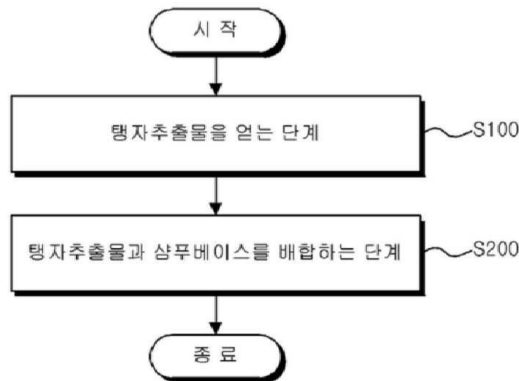 시 작
탱자추출물을 얻는 단계
S100
탱자추출물과 샴푸베이스를 배합하는 단계
S200
종 료